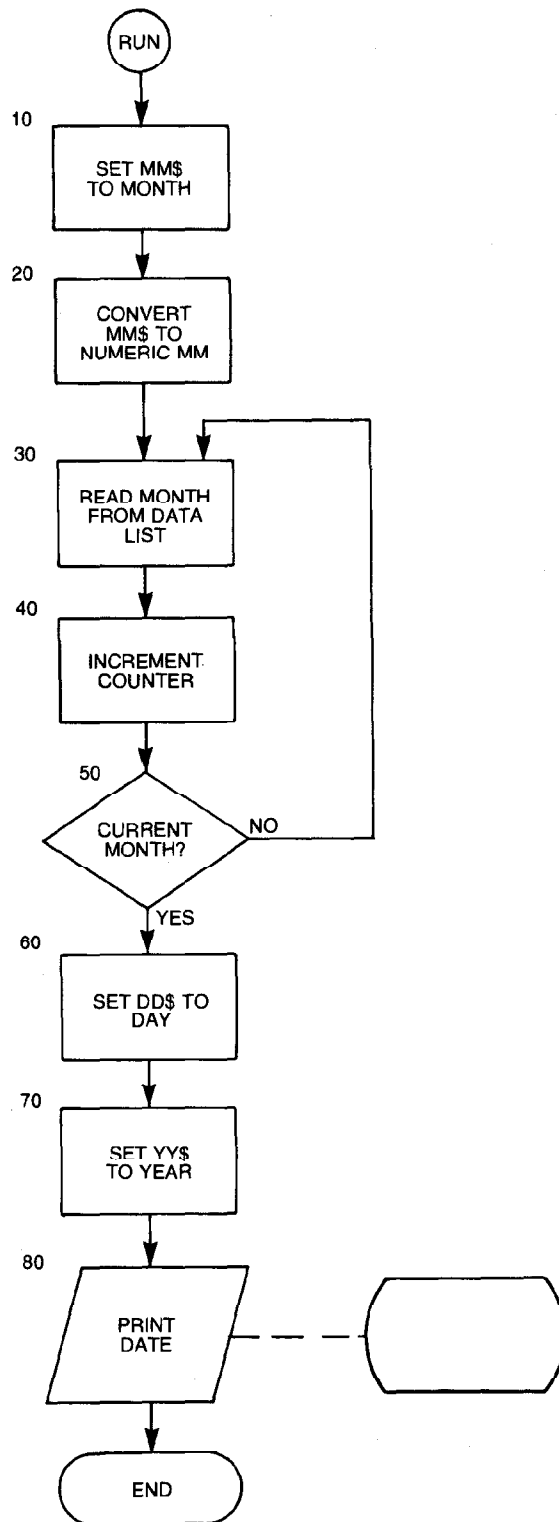 RUN
10
SET MM$
TO MONTH
20
CONVERT
MM$ TO
NUMERIC MM
30
READ MONTH
FROM DATA
LIST
40
INCREMENT
COUNTER
50
CURRENT
MONTH?
NO
YES
60
SET DD$ TO
DAY
70
SET YY$
TO YEAR
80
PRINT
DATE
END